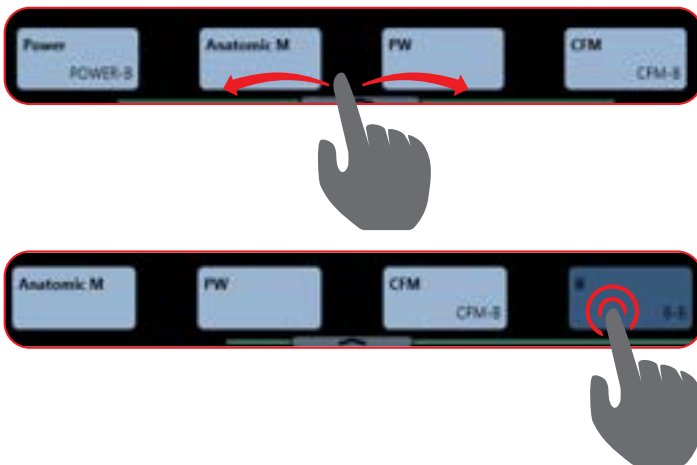 Power
POWER-B
Anatomic M
PW
CFM
CFM-B
Anatomic M
PW
CFM
CFM-B
B
B-B